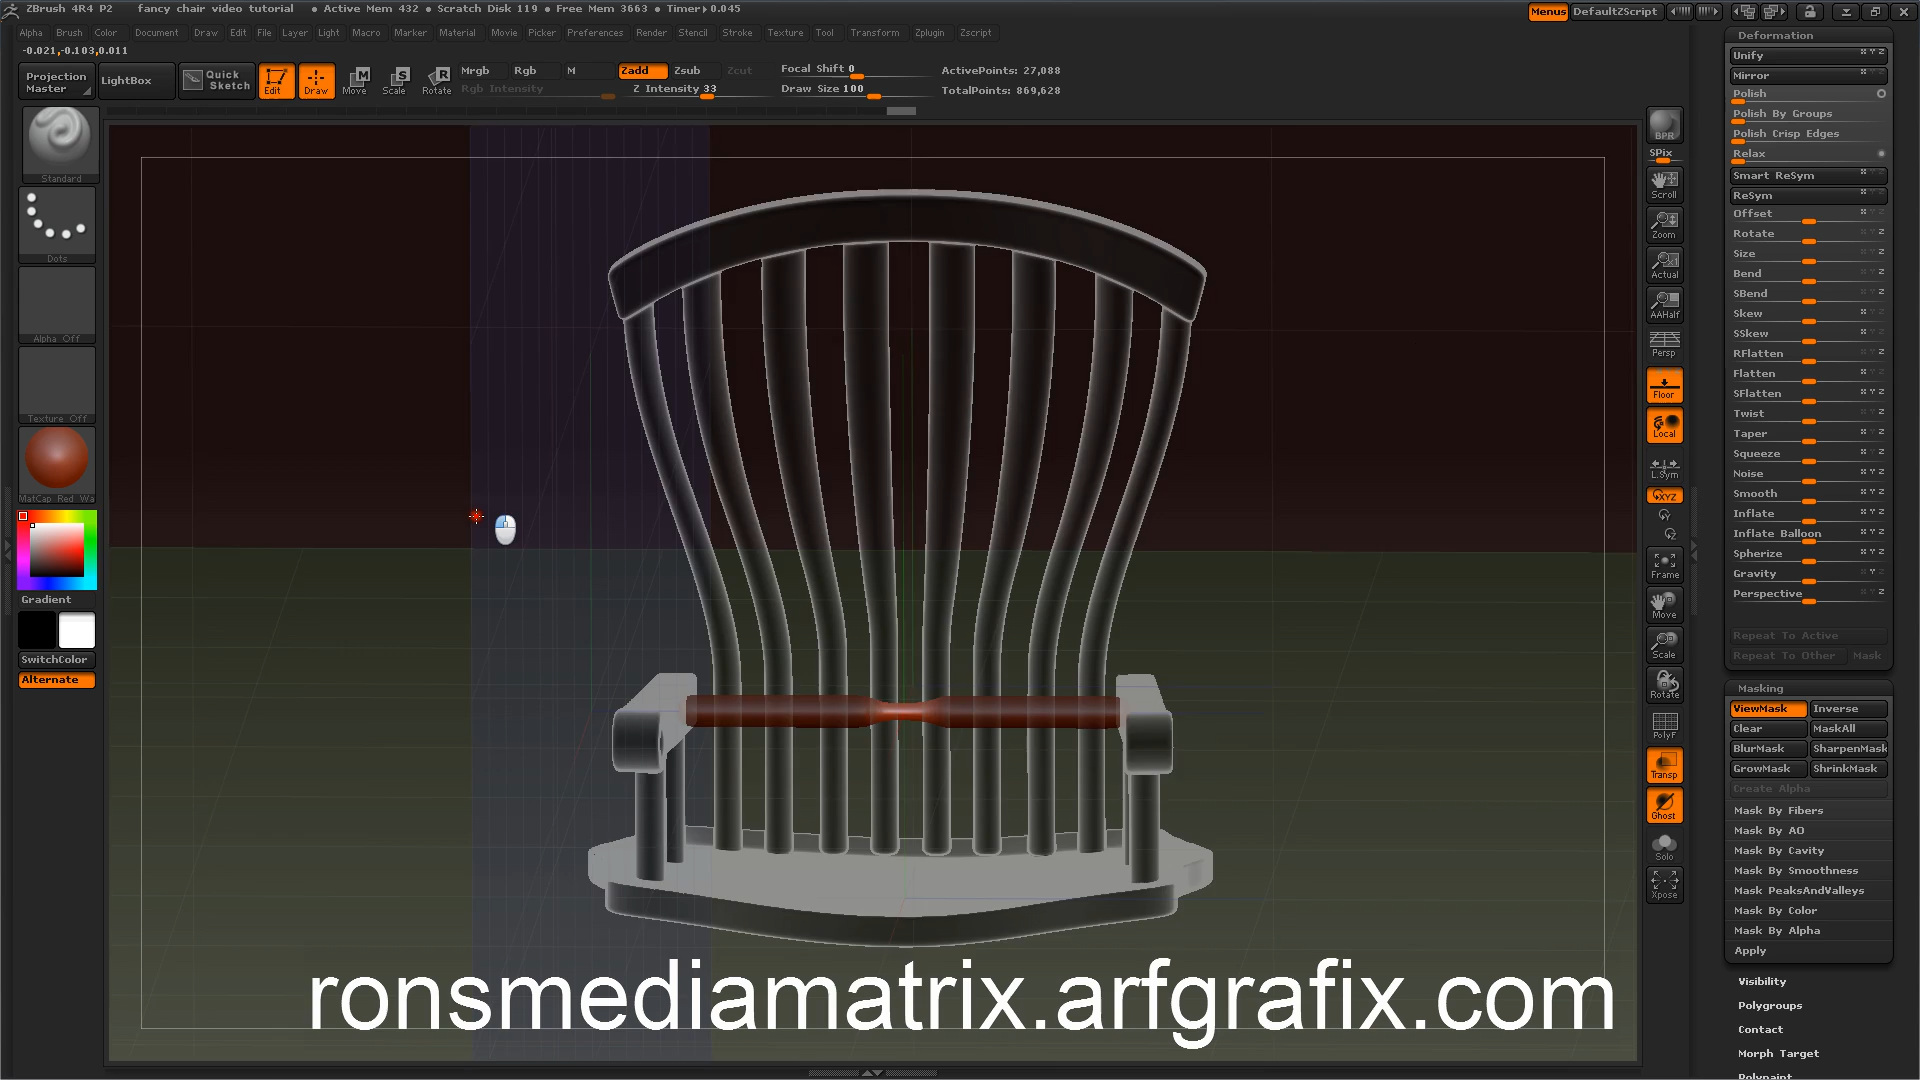 ZBrush 4R4 P2 fancy chair video tutorial • Active Mem 432 • Scratch Disk 119 • Free Mem 3663 • Timer▸0.045 Menus DefaultZScript
Alpha Brush Color Document Draw Edit File Layer Light Macro Marker Material Movie Picker Preferences Render Stencil Stroke Texture Tool Transform Zplugin Zscript
-0.021,-0.103,0.011
Projection Master
LightBox
Quick Sketch
Edit
Draw
Move
Scale
Rotate
Mrgb Rgb M
Rgb Intensity
Zadd Zsub Zcut
Z Intensity 33
Focal Shift 0
Draw Size 100
ActivePoints: 27,088
TotalPoints: 869,628
Standard
Dots
Alpha Off
Texture Off
MatCap Red Wa
Gradient
SwitchColor
Alternate
BPR
SPix
Scroll
Zoom
Actual
AAHalf
Persp
Floor
Local
L.Sym
XYZ
Frame
Move
Scale
Rotate
PolyF
Transp
Ghost
Solo
Xpose
Deformation
Unify
Mirror
Polish
Polish By Groups
Polish Crisp Edges
Relax
Smart ReSym
ReSym
Offset
Rotate
Size
Bend
SBend
Skew
SSkew
RFlatten
Flatten
SFlatten
Twist
Taper
Squeeze
Noise
Smooth
Inflate
Inflate Balloon
Spherize
Gravity
Perspective
Repeat To Active
Repeat To Other Mask
Masking
ViewMask Inverse
Clear MaskAll
BlurMask SharpenMask
GrowMask ShrinkMask
Create Alpha
Mask By Fibers
Mask By AO
Mask By Cavity
Mask By Smoothness
Mask PeaksAndValleys
Mask By Color
Mask By Alpha
Apply
Visibility
Polygroups
Contact
Morph Target
Polypaint
ronsmediamatrix.arfgrafix.com